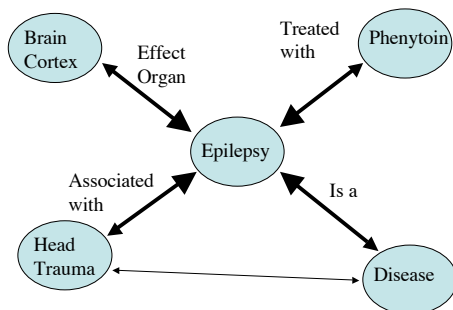 Brain
Cortex
Effect
Organ
Treated
with
Phenytoin
Epilepsy
Associated
with
Is a
Head
Trauma
Disease